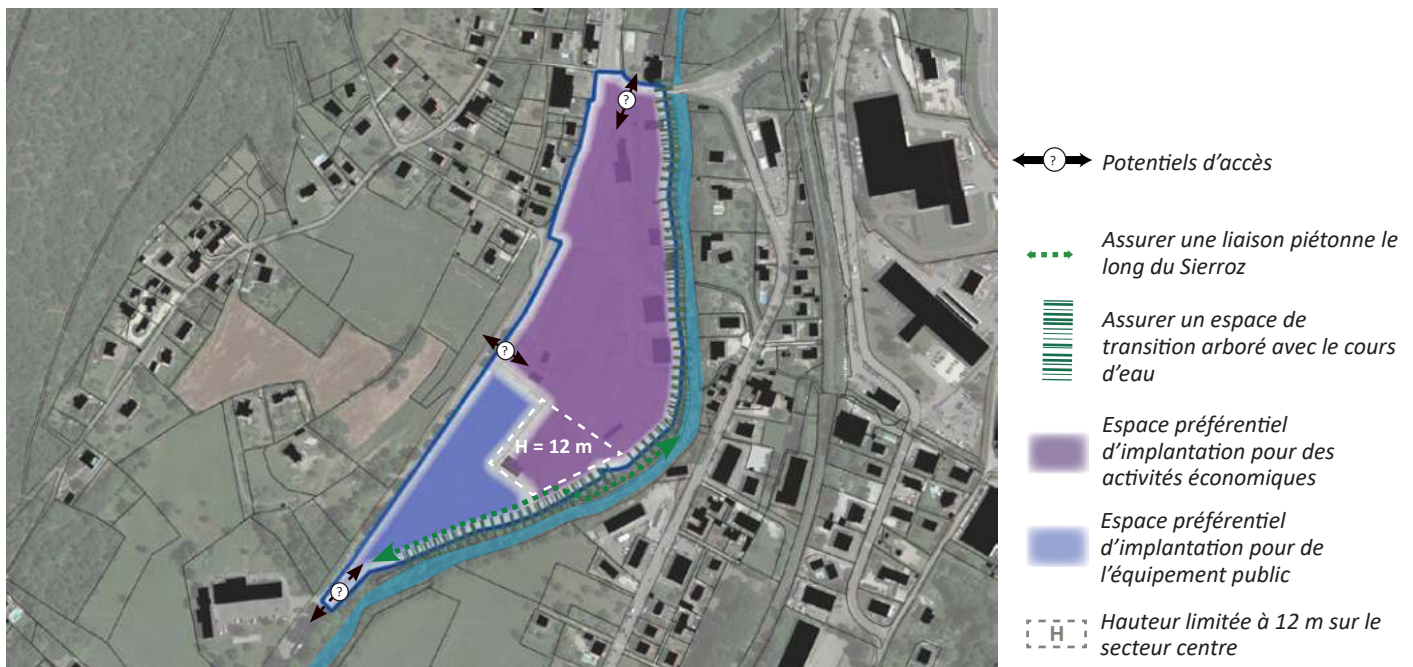 ?
?
H = 12 m
?
? Potentiels d'accès
Assurer une liaison piétonne le
long du Sierroz
Assurer un espace de
transition arboré avec le cours
d'eau
Espace préférentiel
d'implantation pour des
activités économiques
Espace préférentiel
d'implantation pour de
l'équipement public
H Hauteur limitée à 12 m sur le
secteur centre